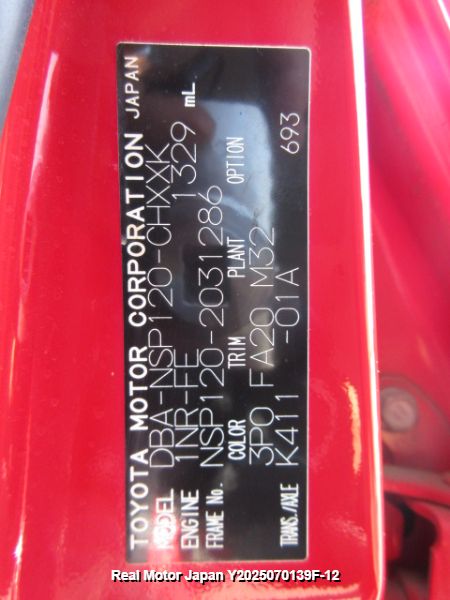 TOYOTA MOTOR CORPORATION JAPAN
MODEL DBA-NSP120-CHXXK
ENGINE 1NR-FE 1329 mL
FRAME No. NSP120-2031286
COLOR TRIM PLANT OPTION
3P0 FA20 M32 693
TRANS./AXLE K411 -01A
Real Motor Japan Y2025070139F-12